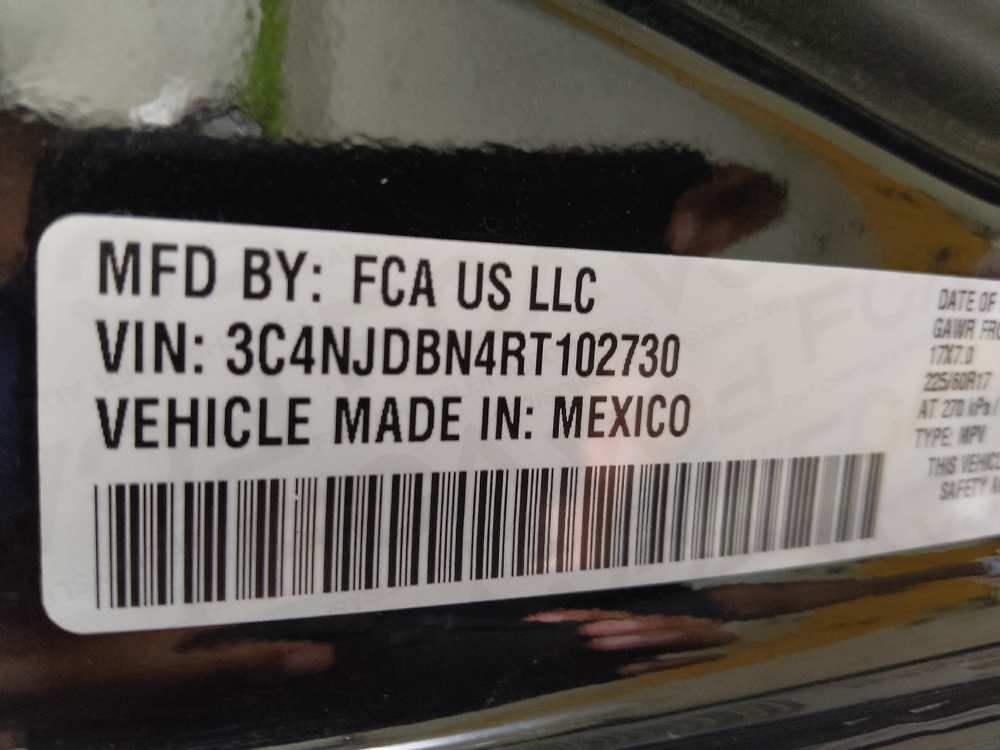 MFD BY: FCA US LLC
VIN: 3C4NJDBN4RT102730
VEHICLE MADE IN: MEXICO
DATE OF
GAWR FR
17X7.0
225/60R17
AT 270 kPa /
TYPE: MPV
THIS VEHIC
SAFETY A